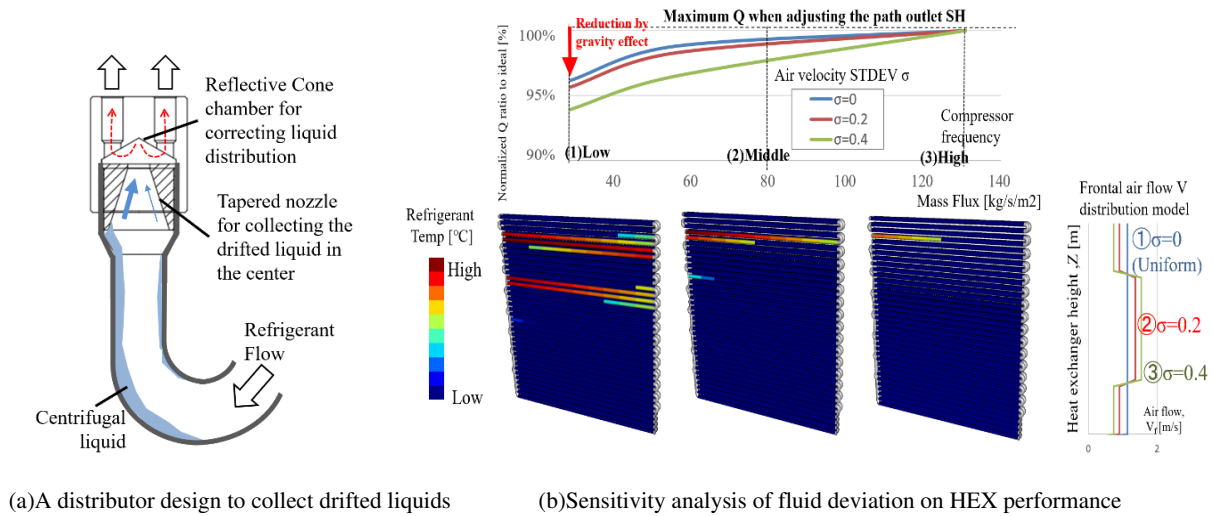 Reflective Cone
chamber for
correcting liquid
distribution
Tapered nozzle
for collecting the
drifted liquid in
the center
Refrigerant
Flow
Centrifugal
liquid
(a)A distributor design to collect drifted liquids
Maximum Q when adjusting the path outlet SH
Normalized Q ratio to ideal [%]
100%
95%
90%
Reduction by
gravity effect
Air velocity STDEV σ
σ=0
σ=0.2
σ=0.4
Compressor
frequency
(1)Low
(2)Middle
(3)High
40
60
80
100
120
140
Mass Flux [kg/s/m2]
Refrigerant
Temp [°C]
High
Low
Frontal air flow V
distribution model
Heat exchanger height ,Z [m]
①σ=0
(Uniform)
②σ=0.2
③σ=0.4
Air flow,
Vf [m/s]
0
2
(b)Sensitivity analysis of fluid deviation on HEX performance